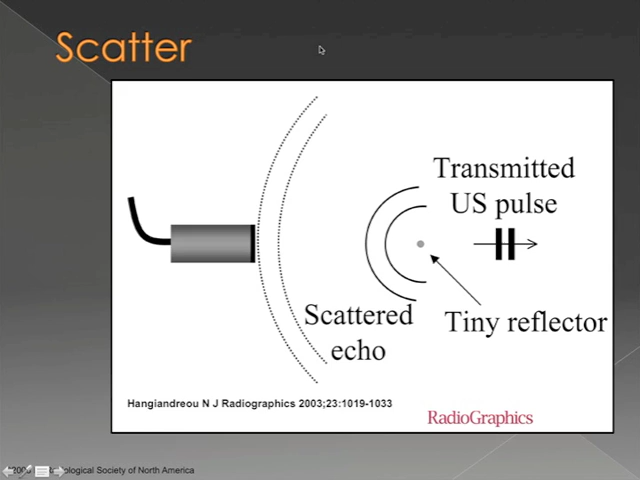 Scatter
Transmitted
US pulse
Scattered
echo
Tiny reflector
Hangiandreou N J Radiographics 2003;23:1019-1033
RadioGraphics
Society of North America